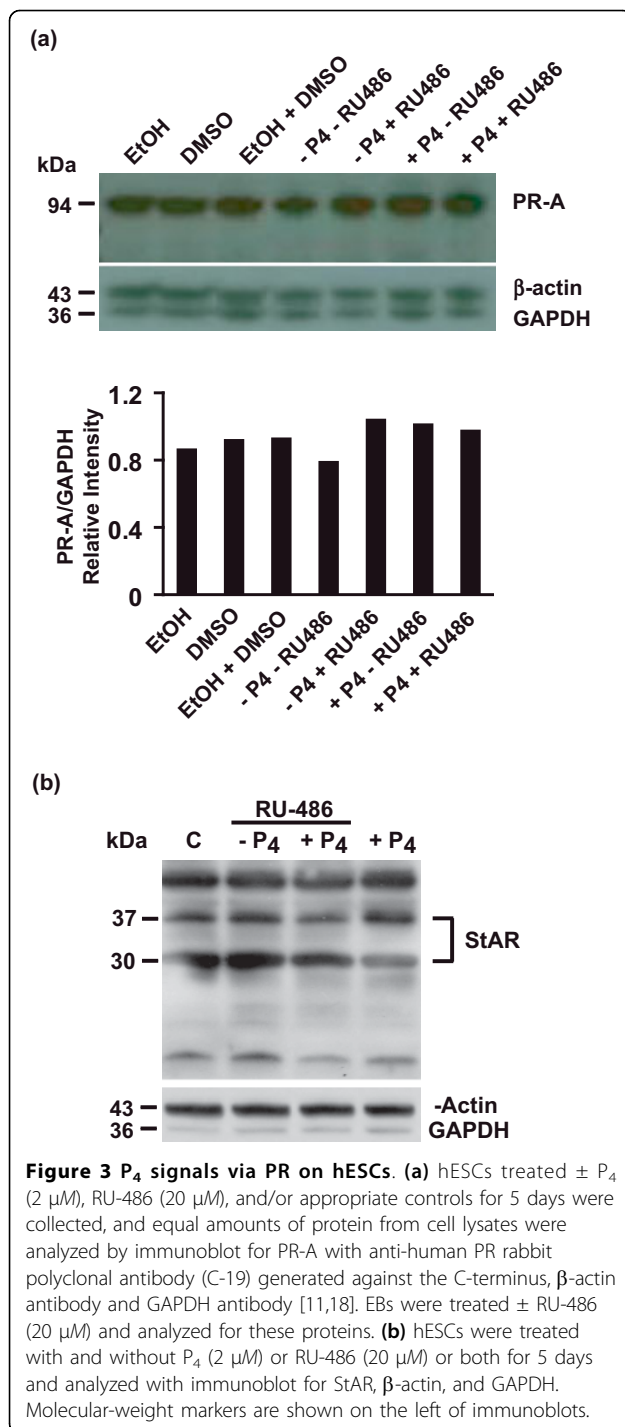 (a)
EtOH DMSO EtOH + DMSO - P4 - RU486 - P4 + RU486 + P4 - RU486 + P4 + RU486
kDa
94 PR-A
43 β-actin
36 GAPDH
1.2
0.8
0.4
0
PR-A/GAPDH
Relative Intensity
EtOH DMSO EtOH + DMSO - P4 - RU486 - P4 + RU486 + P4 - RU486 + P4 + RU486
(b)
RU-486
kDa C - P4 + P4 + P4
37
30
StAR
43 -Actin
36 GAPDH
Figure 3 P4 signals via PR on hESCs. (a) hESCs treated ± P4
(2 μM), RU-486 (20 μM), and/or appropriate controls for 5 days were
collected, and equal amounts of protein from cell lysates were
analyzed by immunoblot for PR-A with anti-human PR rabbit
polyclonal antibody (C-19) generated against the C-terminus, β-actin
antibody and GAPDH antibody [11,18]. EBs were treated ± RU-486
(20 μM) and analyzed for these proteins. (b) hESCs were treated
with and without P4 (2 μM) or RU-486 (20 μM) or both for 5 days
and analyzed with immunoblot for StAR, β-actin, and GAPDH.
Molecular-weight markers are shown on the left of immunoblots.